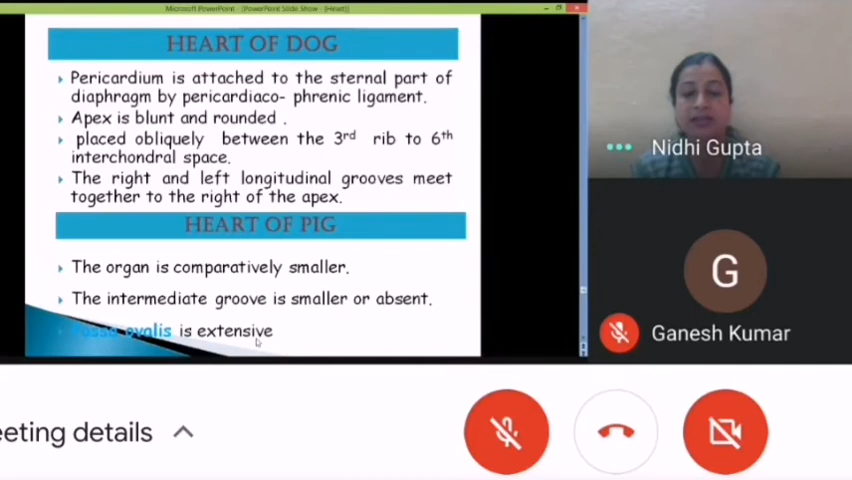 Microsoft PowerPoint - [PowerPoint Slide Show - [Heart]]
HEART OF DOG
Pericardium is attached to the sternal part of
diaphragm by pericardiaco- phrenic ligament.
Apex is blunt and rounded .
placed obliquely between the 3rd rib to 6th
interchondral space.
The right and left longitudinal grooves meet
together to the right of the apex.
HEART OF PIG
The organ is comparatively smaller.
The intermediate groove is smaller or absent.
Fossa ovalis is extensive
Nidhi Gupta
G
Ganesh Kumar
eeting details